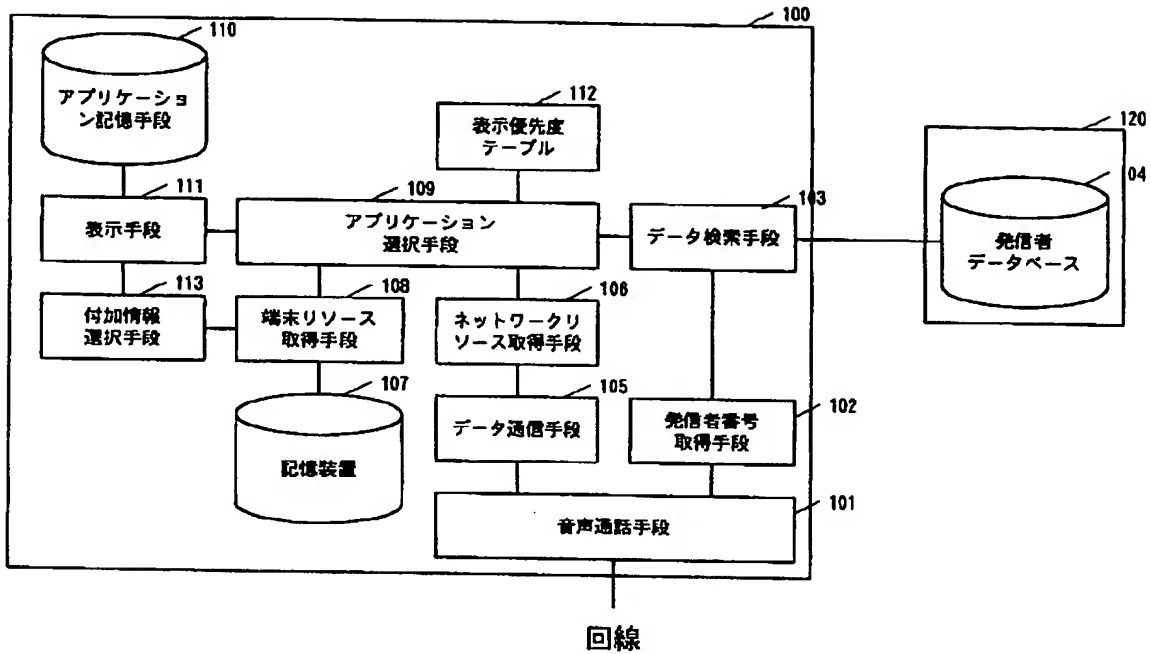 100
110
アプリケーショ
ン記憶手段
112
表示優先度
テーブル
120
104
発信者
データベース
111
表示手段
109
アプリケーション
選択手段
103
データ検索手段
113
付加情報
選択手段
108
端末リソース
取得手段
106
ネットワークリ
ソース取得手段
107
記憶装置
105
データ通信手段
102
発信者番号
取得手段
101
音声通話手段
回線